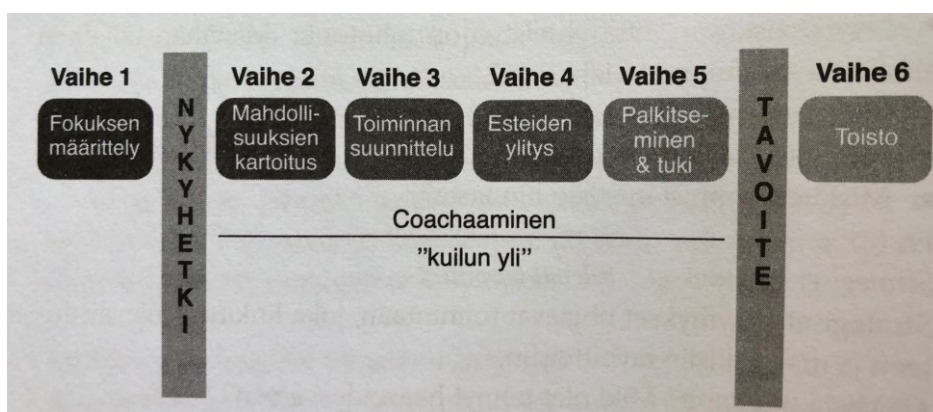 Vaihe 1
Fokuksen
määrittely
NYKYHETKI
Vaihe 2
Mahdolli-
suuksien
kartoitus
Vaihe 3
Toiminnan
suunnittelu
Vaihe 4
Esteiden
ylitys
Vaihe 5
Palkitse-
minen
& tuki
Coachaaminen
"kuilun yli"
TAVOITE
Vaihe 6
Toisto